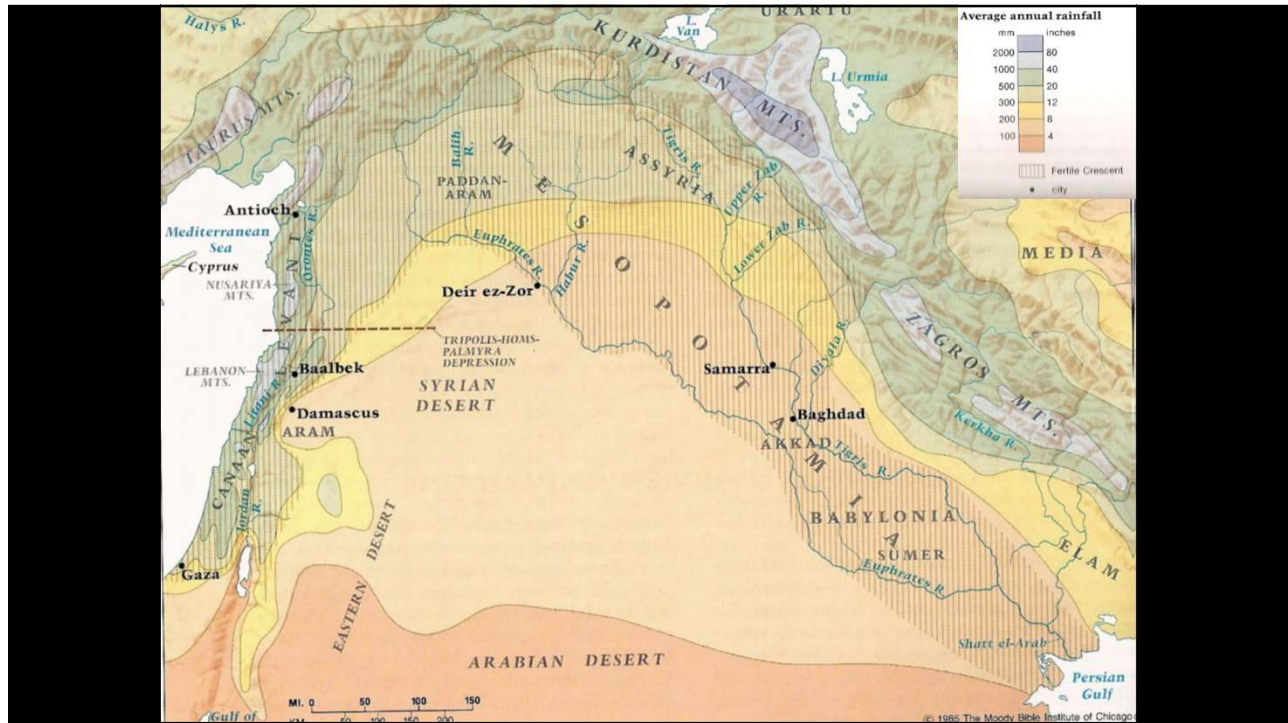 Halys R.
L.
Van
URARTU
Average annual rainfall
mm inches
2000 80
1000 40
500 20
300 12
200 8
100 4
Fertile Crescent
city
KURDISTAN MTS.
L. Urmia
TAURUS MTS.
Balih
R.
MESOPOTAMIA
Tigris R.
ASSYRIA
Upper Zab
R.
PADDAN-
ARAM
Antioch
Mediterranean
Sea
Orontes R.
Euphrates R.
Habur R.
Lower Zab R.
MEDIA
Cyprus
NUSARIYA
MTS.
LEVANT
Deir ez-Zor
TRIPOLIS-HOMS-
PALMYRA
DEPRESSION
Diyala R.
ZAGROS MTS.
LEBANON
MTS.
Baalbek
Litani R.
SYRIAN
DESERT
Samarra
Damascus
ARAM
Baghdad
AKKAD
Tigris R.
Kerkha R.
CANAAN
Jordan
R.
BABYLONIA
SUMER
Euphrates R.
ELAM
Gaza
EASTERN DESERT
ARABIAN DESERT
Shatt el-Arab
Persian
Gulf
MI. 0 50 100 150
KM. 50 100 200
Gulf of
© 1985 The Moody Bible Institute of Chicago